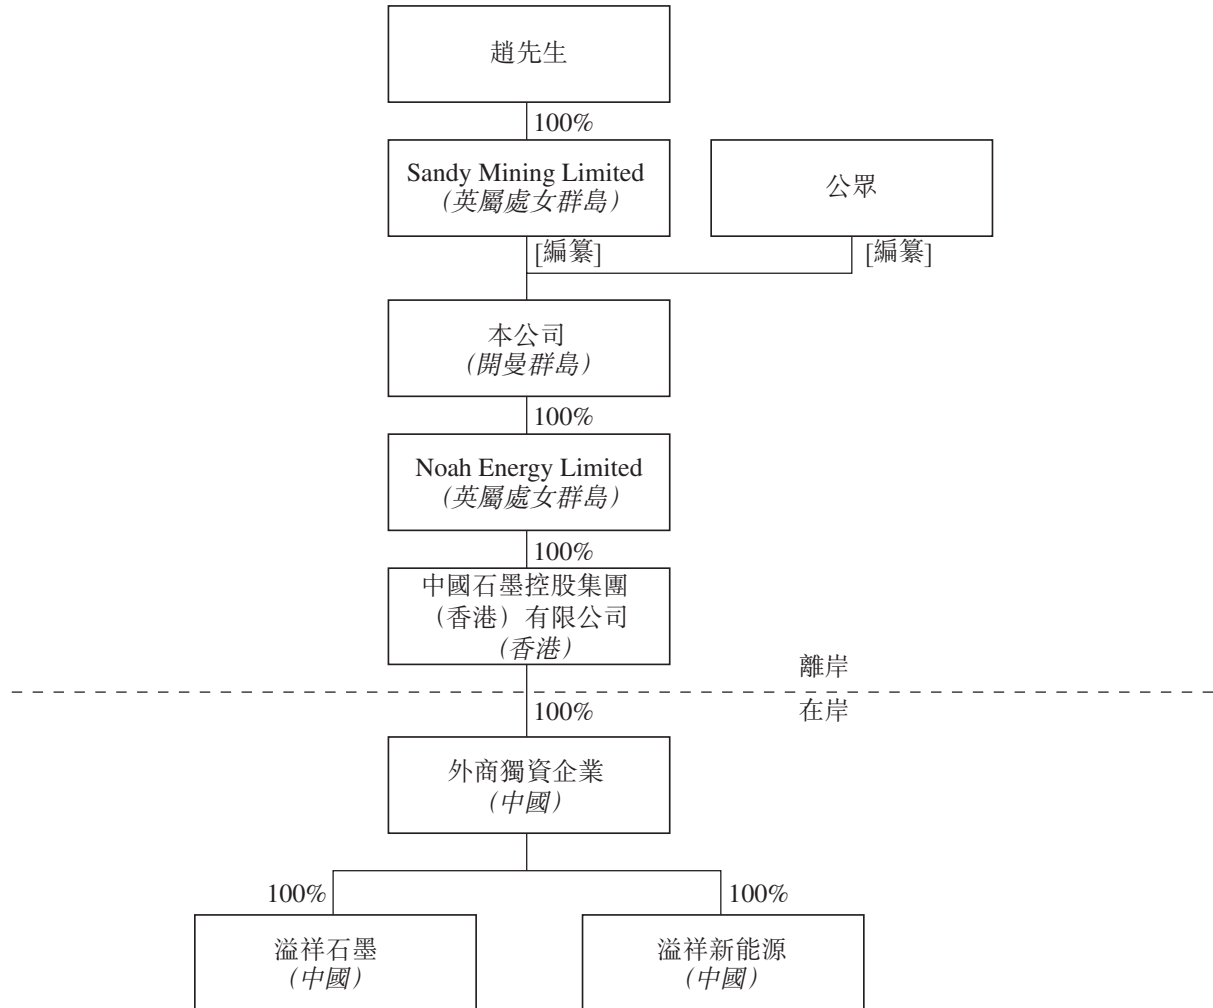 趙先生
100%
Sandy Mining Limited
（英屬處女群島）
公眾
[編纂]
[編纂]
本公司
（開曼群島）
100%
Noah Energy Limited
（英屬處女群島）
100%
中國石墨控股集團
（香港）有限公司
（香港）
離岸
100%
在岸
外商獨資企業
（中國）
100%
100%
溢祥石墨
（中國）
溢祥新能源
（中國）